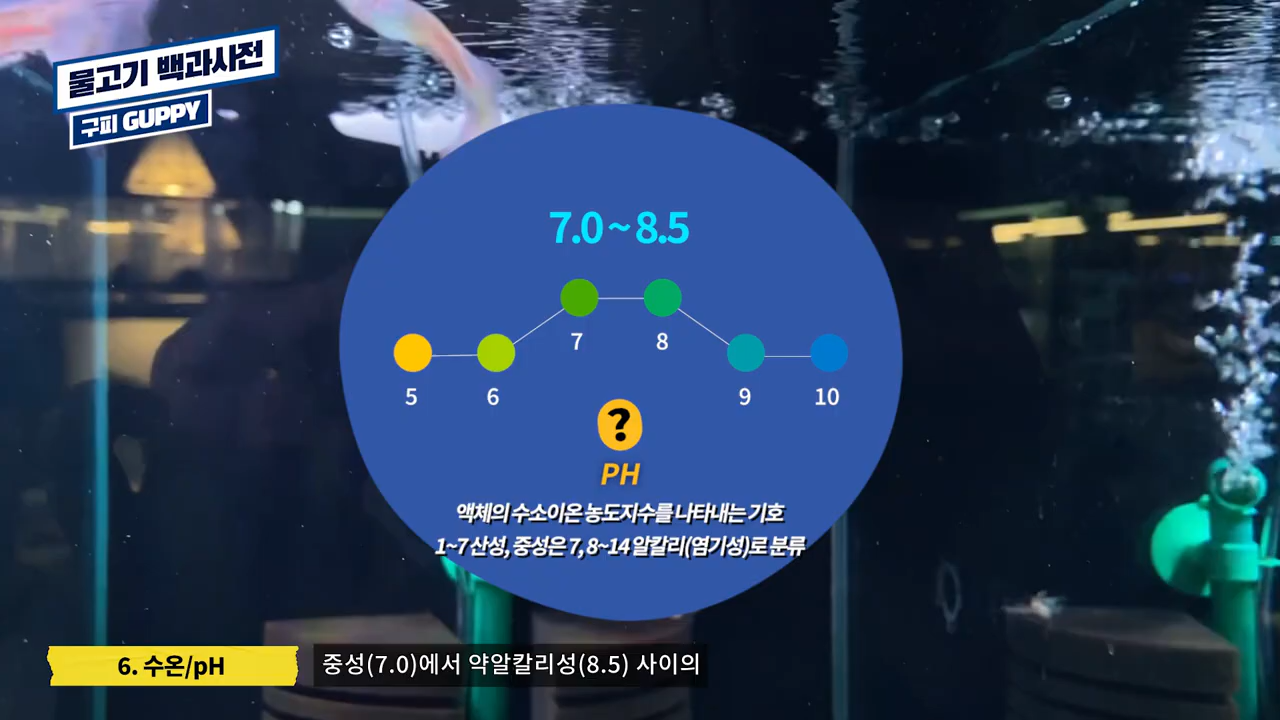 물고기 백과사전
구피 GUPPY
7.0~8.5
7
8
5
6
9
10
?
PH
액체의 수소이온 농도지수를 나타내는 기호
1~7 산성, 중성은 7, 8~14 알칼리(염기성)로 분류
6. 수온/pH
중성(7.0)에서 약알칼리성(8.5) 사이의